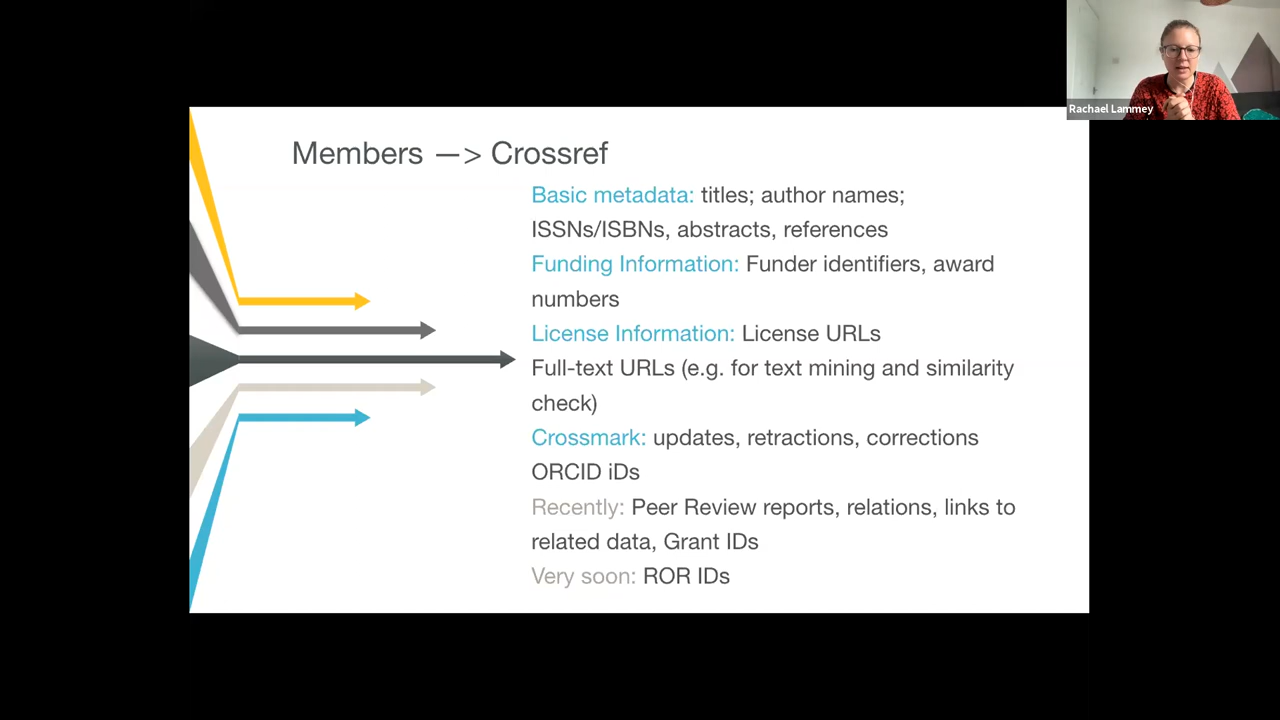 Rachael Lammey
Members —> Crossref
Basic metadata: titles; author names;
ISSNs/ISBNs, abstracts, references
Funding Information: Funder identifiers, award
numbers
License Information: License URLs
Full-text URLs (e.g. for text mining and similarity
check)
Crossmark: updates, retractions, corrections
ORCID iDs
Recently: Peer Review reports, relations, links to
related data, Grant IDs
Very soon: ROR IDs